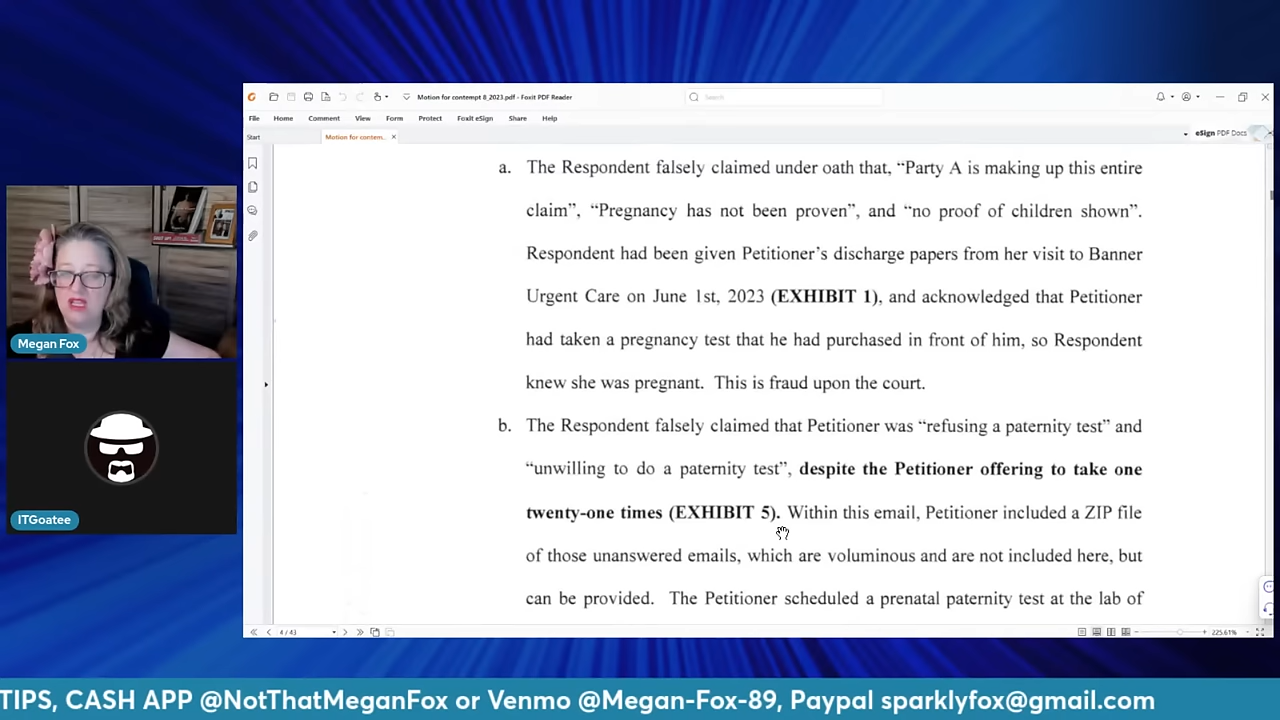 Motion for contempt 8_2023.pdf - Foxit PDF Reader
Search
File Home Comment View Form Protect Foxit eSign Share Help
Start
Motion for contem...
eSign PDF Docs
a. The Respondent falsely claimed under oath that, “Party A is making up this entire
claim”, “Pregnancy has not been proven”, and “no proof of children shown”.
Respondent had been given Petitioner’s discharge papers from her visit to Banner
Urgent Care on June 1st, 2023 (EXHIBIT 1), and acknowledged that Petitioner
had taken a pregnancy test that he had purchased in front of him, so Respondent
knew she was pregnant. This is fraud upon the court.
b. The Respondent falsely claimed that Petitioner was “refusing a paternity test” and
“unwilling to do a paternity test”, despite the Petitioner offering to take one
twenty-one times (EXHIBIT 5). Within this email, Petitioner included a ZIP file
of those unanswered emails, which are voluminous and are not included here, but
can be provided. The Petitioner scheduled a prenatal paternity test at the lab of
4 / 43
225.61%
Megan Fox
ITGoatee
TIPS, CASH APP @NotThatMeganFox or Venmo @Megan-Fox-89, Paypal sparklyfox@gmail.com